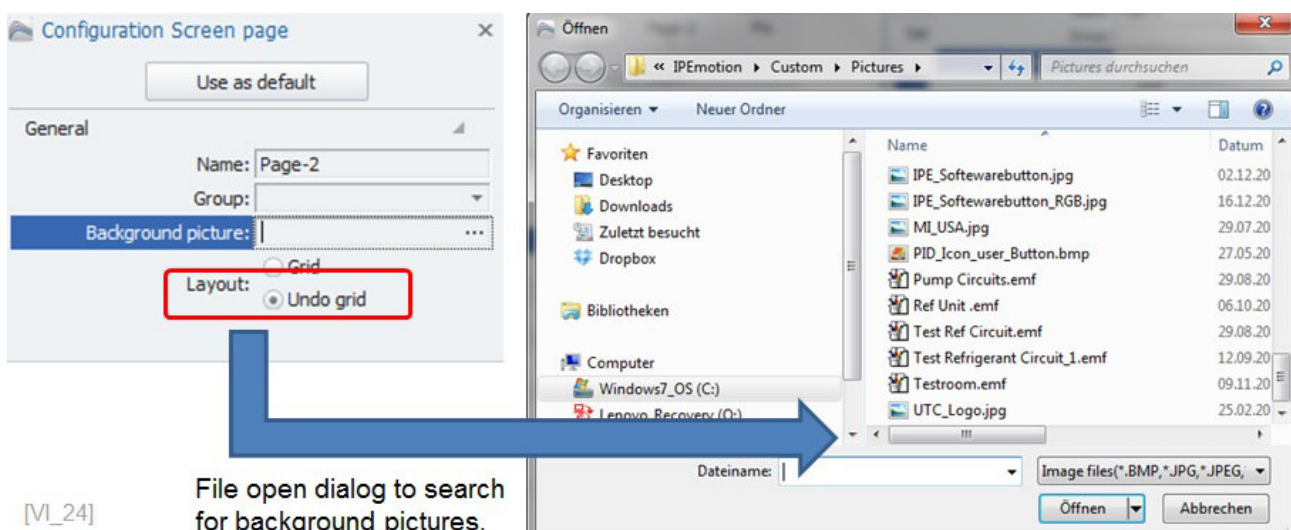 Configuration Screen page
Use as default
General
Name: Page-2
Group:
Background picture: ...
Grid
Layout:
Undo grid
File open dialog to search
for background pictures.
[VI_24]
Öffnen
« IPEmotion Custom Pictures
Pictures durchsuchen
Organisieren Neuer Ordner
Favoriten
Desktop
Downloads
Zuletzt besucht
Dropbox
Bibliotheken
Computer
Windows7_OS (C:)
Lenovo_Recovery (Q:)
Name Datum
IPE_Softewarebutton.jpg 02.12.20
IPE_Softewarebutton_RGB.jpg 16.12.20
MI_USA.jpg 29.07.20
PID_Icon_user_Button.bmp 27.05.20
Pump Circuits.emf 29.08.20
Ref Unit .emf 06.10.20
Test Ref Circuit.emf 29.08.20
Test Refrigerant Circuit_1.emf 12.09.20
Testroom.emf 09.11.20
UTC_Logo.jpg 25.02.20
Dateiname:
Image files(*.BMP,*.JPG,*.JPEG,
Öffnen Abbrechen